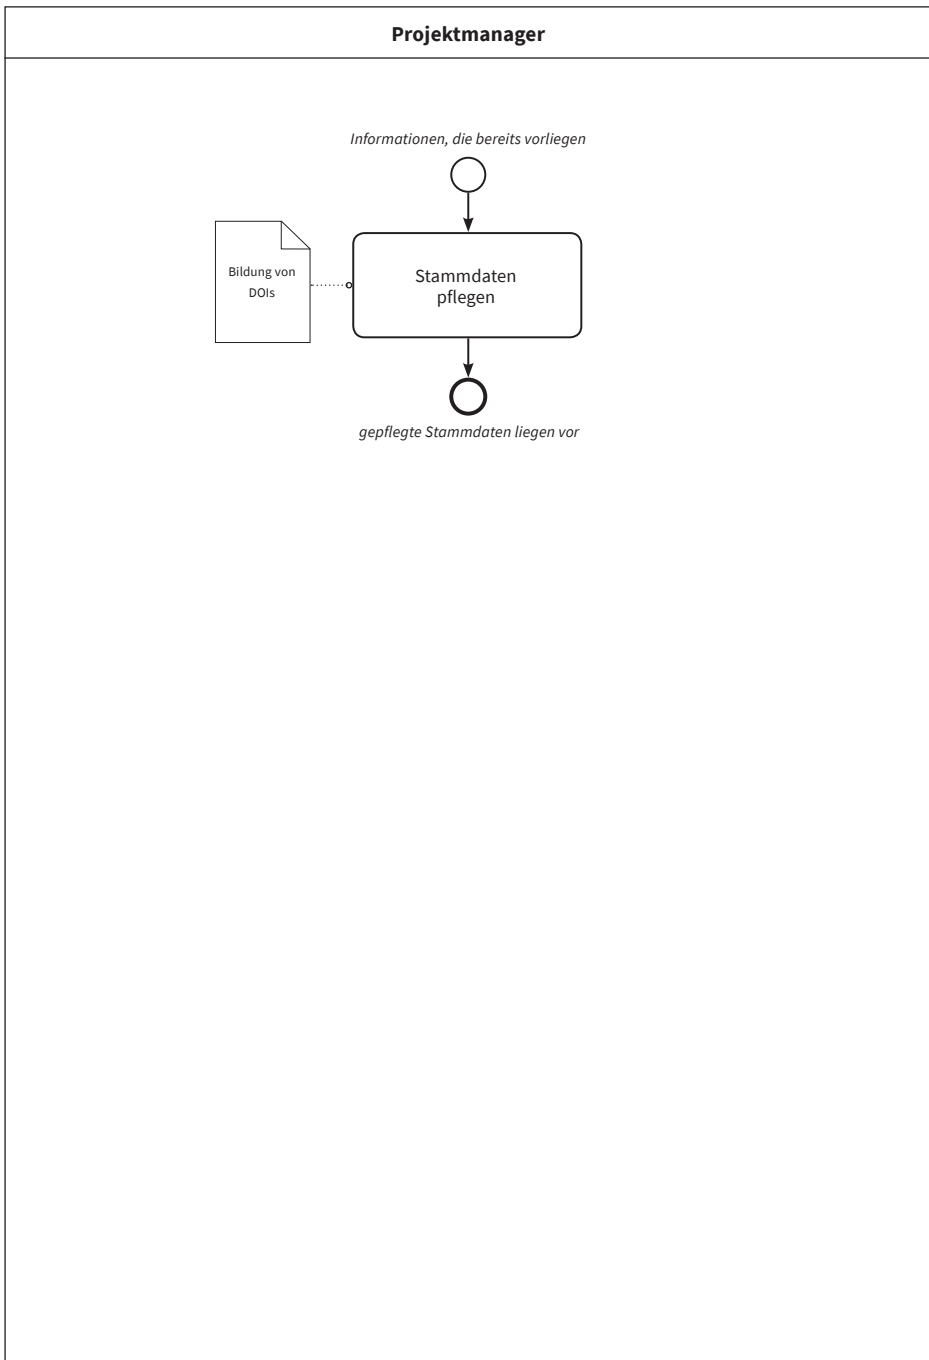 Projektmanager
Informationen, die bereits vorliegen
Bildung von
DOIs
Stammdaten
pflegen
gepflegte Stammdaten liegen vor